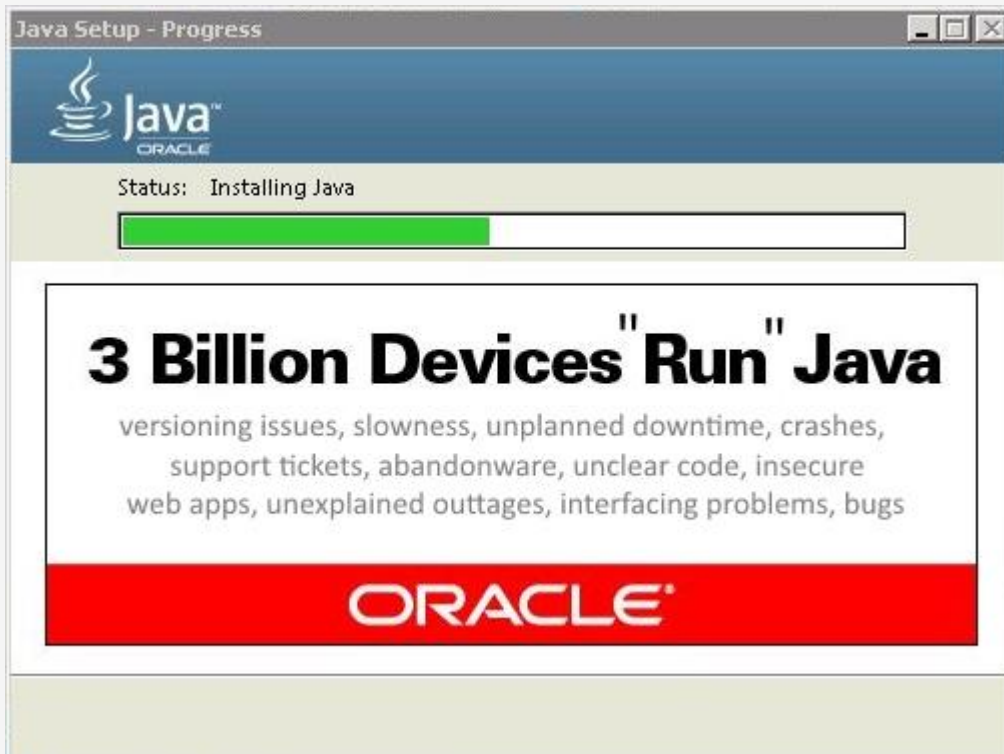 Java Setup - Progress
Java™
ORACLE
Status: Installing Java
3 Billion Devices "Run" Java
versioning issues, slowness, unplanned downtime, crashes,
support tickets, abandonware, unclear code, insecure
web apps, unexplained outtages, interfacing problems, bugs
ORACLE®